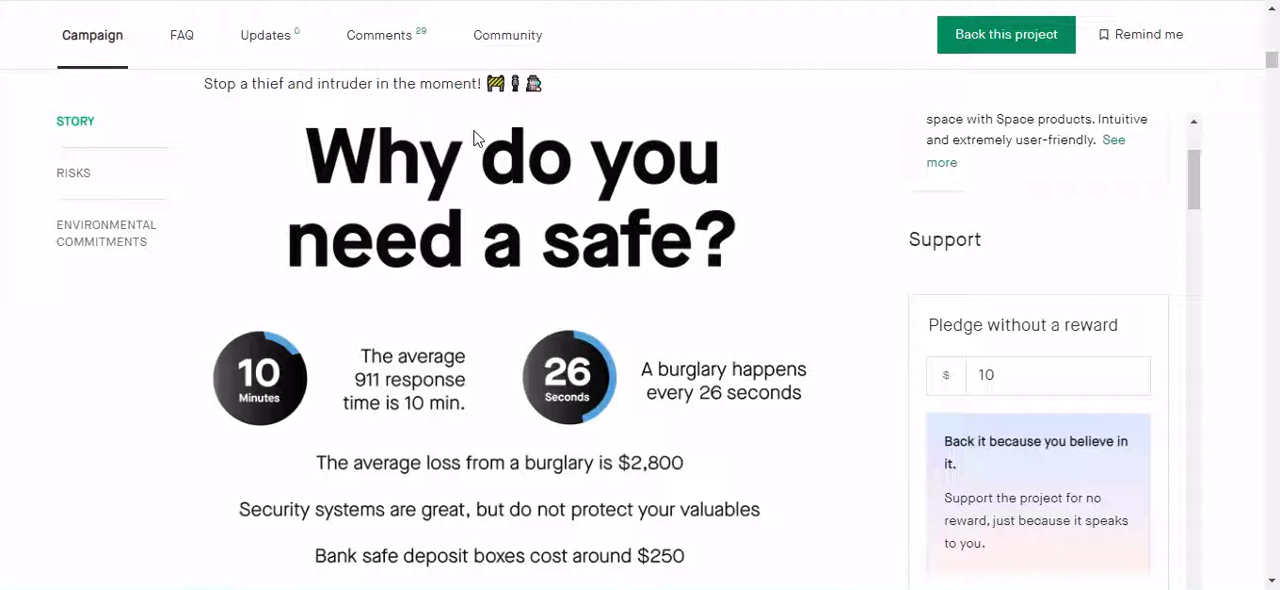 Campaign FAQ Updates 0 Comments 29 Community Back this project Remind me
Stop a thief and intruder in the moment! 🚧🕴️🏦
STORY
RISKS
ENVIRONMENTAL
COMMITMENTS
Why do you
need a safe?
10
Minutes
The average
911 response
time is 10 min.
26
Seconds
A burglary happens
every 26 seconds
The average loss from a burglary is $2,800
Security systems are great, but do not protect your valuables
Bank safe deposit boxes cost around $250
space with Space products. Intuitive
and extremely user-friendly. See
more
Support
Pledge without a reward
$ 10
Back it because you believe in
it.
Support the project for no
reward, just because it speaks
to you.